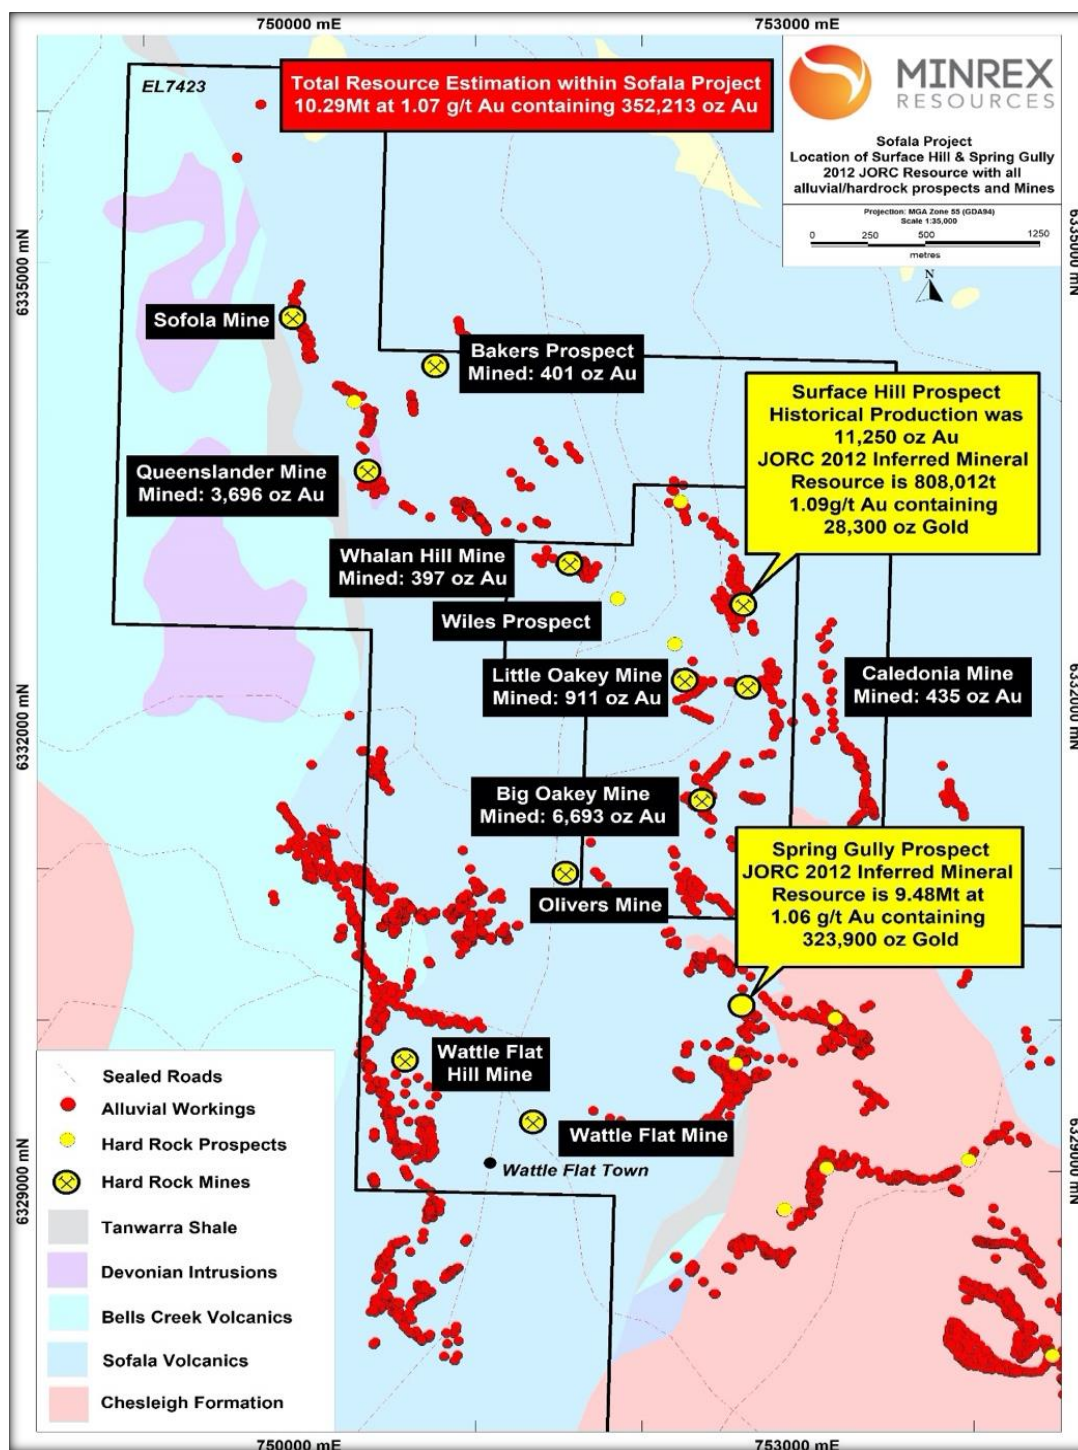 750000 mE
753000 mE
EL7423
Total Resource Estimation within Sofala Project
10.29Mt at 1.07 g/t Au containing 352,213 oz Au
MINREX
RESOURCES
Sofala Project
Location of Surface Hill & Spring Gully
2012 JORC Resource with all
alluvial/hardrock prospects and Mines
Projection: MGA Zone 55 (GDA94)
Scale 1:35,000
0 250 500 1250
metres
N
6335000 mN
6335000 mN
Sofola Mine
Bakers Prospect
Mined: 401 oz Au
Surface Hill Prospect
Historical Production was
11,250 oz Au
JORC 2012 Inferred Mineral
Resource is 808,012t
1.09g/t Au containing
28,300 oz Gold
Queenslander Mine
Mined: 3,696 oz Au
Whalan Hill Mine
Mined: 397 oz Au
Wiles Prospect
Little Oakey Mine
Mined: 911 oz Au
Caledonia Mine
Mined: 435 oz Au
6332000 mN
6332000 mN
Big Oakey Mine
Mined: 6,693 oz Au
Spring Gully Prospect
JORC 2012 Inferred Mineral
Resource is 9.48Mt at
1.06 g/t Au containing
323,900 oz Gold
Olivers Mine
Wattle Flat
Hill Mine
Wattle Flat Mine
Wattle Flat Town
6329000 mN
6329000 mN
Sealed Roads
Alluvial Workings
Hard Rock Prospects
Hard Rock Mines
Tanwarra Shale
Devonian Intrusions
Bells Creek Volcanics
Sofala Volcanics
Chesleigh Formation
750000 mE
753000 mE